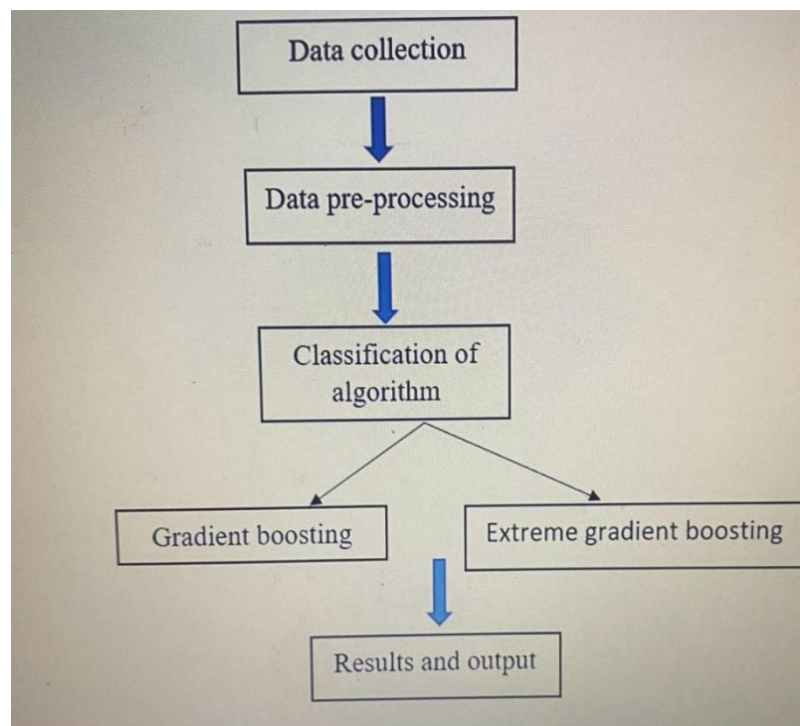 Data collection
Data pre-processing
Classification of
algorithm
Gradient boosting
Extreme gradient boosting
Results and output